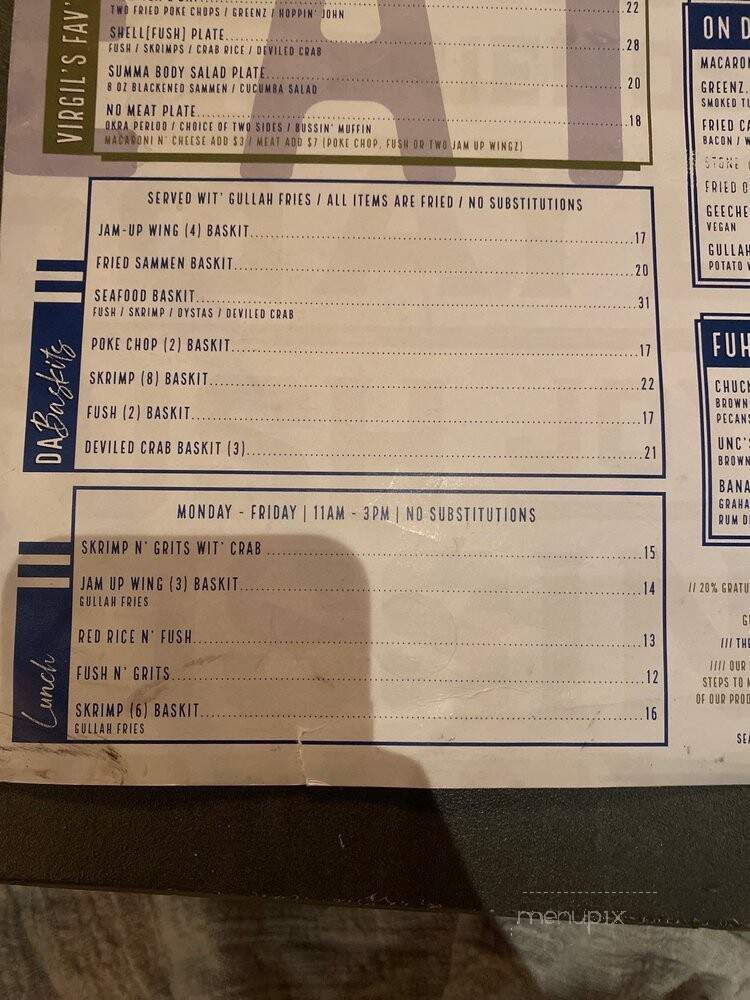 TWO FRIED POKE CHOPS / GREENZ / HOPPIN' JOHN
22
SHELL[FUSH] PLATE 28
FUSH / SKRIMPS / CRAB RICE / DEVILED CRAB
SUMMA BODY SALAD PLATE 20
8 OZ BLACKENED SAMMEN / CUCUMBA SALAD
NO MEAT PLATE 18
OKRA PERLOO / CHOICE OF TWO SIDES / BUSSIN' MUFFIN
MACARONI N' CHEESE ADD $3 / MEAT ADD $7 (POKE CHOP, FUSH OR TWO JAM UP WINGZ)
VIRGIL'S FAV'
SERVED WIT' GULLAH FRIES / ALL ITEMS ARE FRIED / NO SUBSTITUTIONS
JAM-UP WING (4) BASKIT 17
FRIED SAMMEN BASKIT 20
SEAFOOD BASKIT 31
FUSH / SKRIMP / OYSTAS / DEVILED CRAB
POKE CHOP (2) BASKIT 17
SKRIMP (8) BASKIT 22
FUSH (2) BASKIT 17
DEVILED CRAB BASKIT (3) 21
DA Baskits
MONDAY - FRIDAY | 11AM - 3PM | NO SUBSTITUTIONS
SKRIMP N' GRITS WIT' CRAB 15
JAM UP WING (3) BASKIT 14
GULLAH FRIES
RED RICE N' FUSH 13
FUSH N' GRITS 12
SKRIMP (6) BASKIT 16
GULLAH FRIES
Lunch
ON D
MACARON
GREENZ
SMOKED TU
FRIED CA
BACON / W
STONE
FRIED O
GEECHE
VEGAN
GULLAH
POTATO
FUH
CHUCK
BROWN
PECANS
UNC'S
BROWN
BANA
GRAHA
RUM D
// 20% GRATU
G
/// THE
//// OUR
STEPS TO M
OF OUR PROD
SEA
menupix